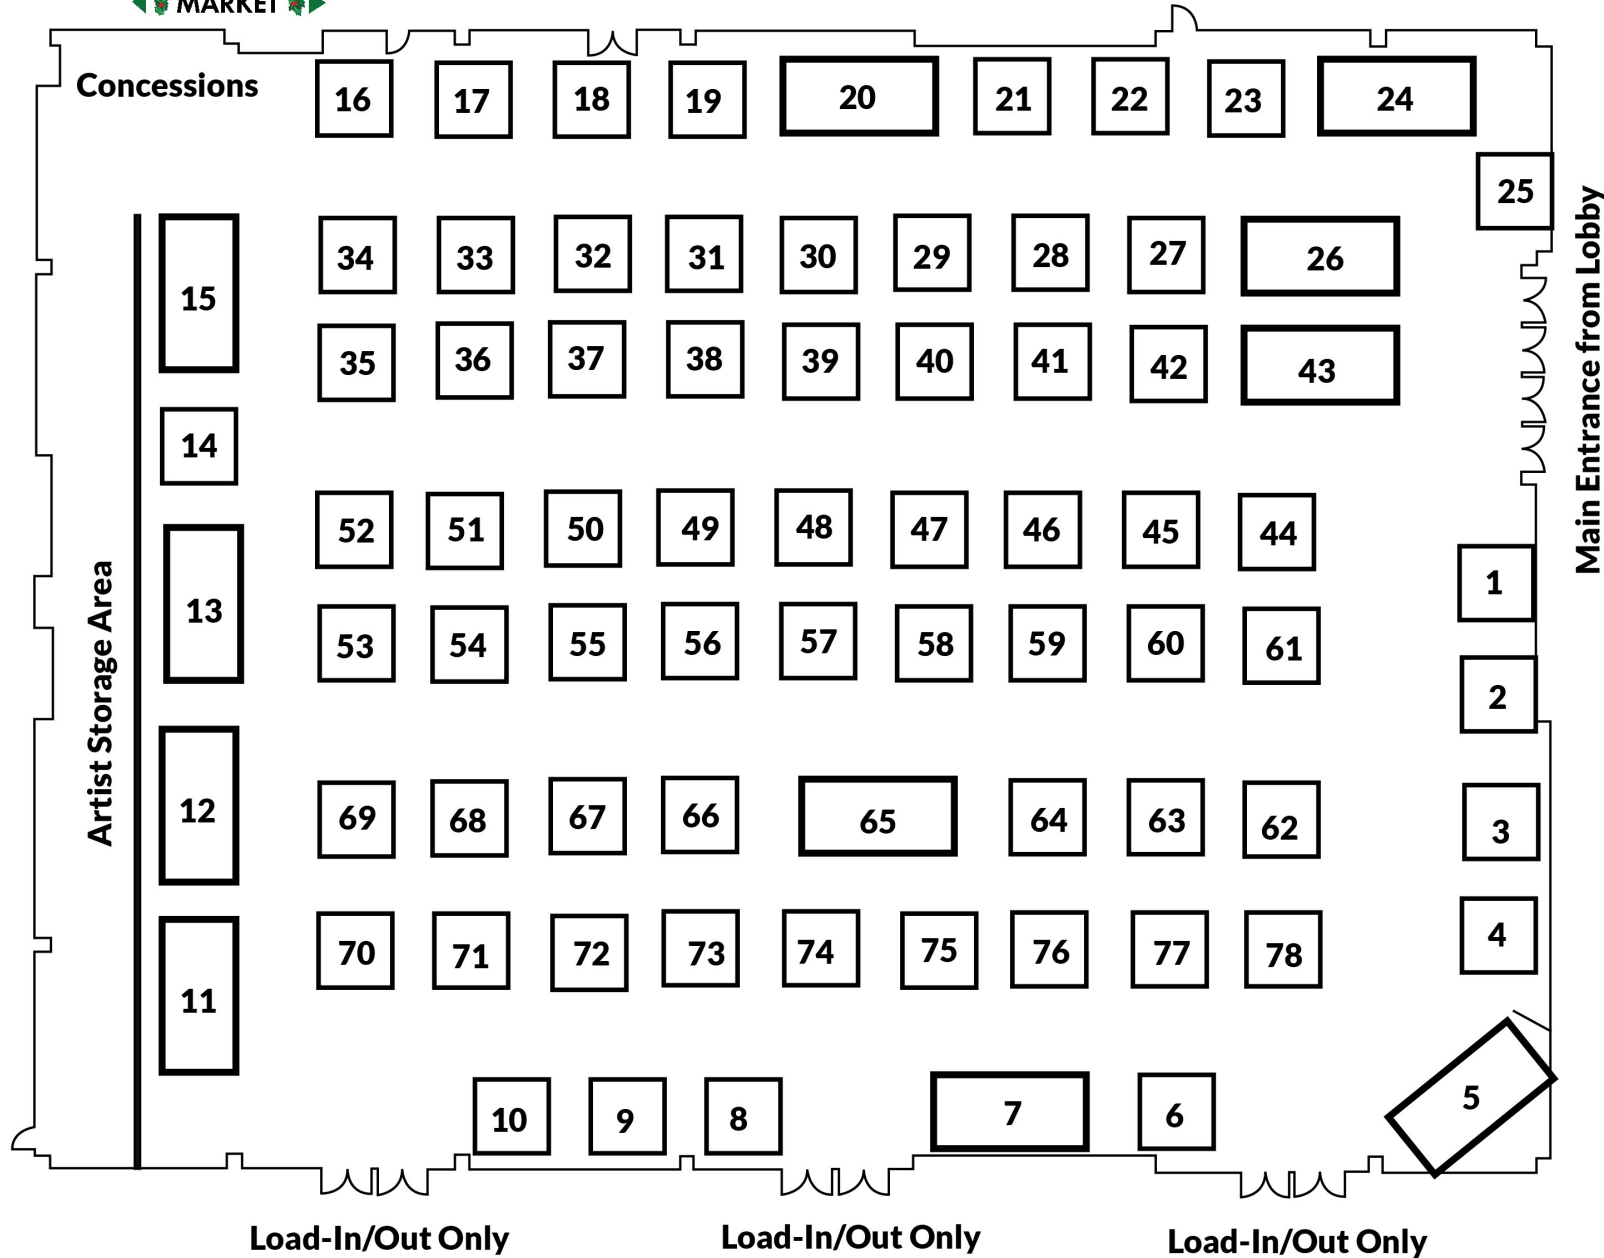 MARKET
Concessions
16 17 18 19 20 21 22 23 24
25
15 34 33 32 31 30 29 28 27 26
35 36 37 38 39 40 41 42 43
14
52 51 50 49 48 47 46 45 44
1
13 53 54 55 56 57 58 59 60 61
2
12 69 68 67 66 65 64 63 62 3
70 71 72 73 74 75 76 77 78 4
11
10 9 8 7 6 5
Artist Storage Area
Main Entrance from Lobby
Load-In/Out Only
Load-In/Out Only
Load-In/Out Only